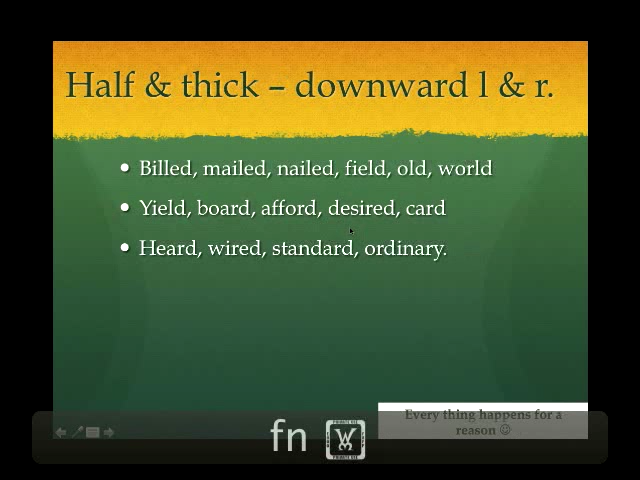 Half & thick – downward l & r.
• Billed, mailed, nailed, field, old, world
• Yield, board, afford, desired, card
• Heard, wired, standard, ordinary.
Every thing happens for a
reason ☺
fn